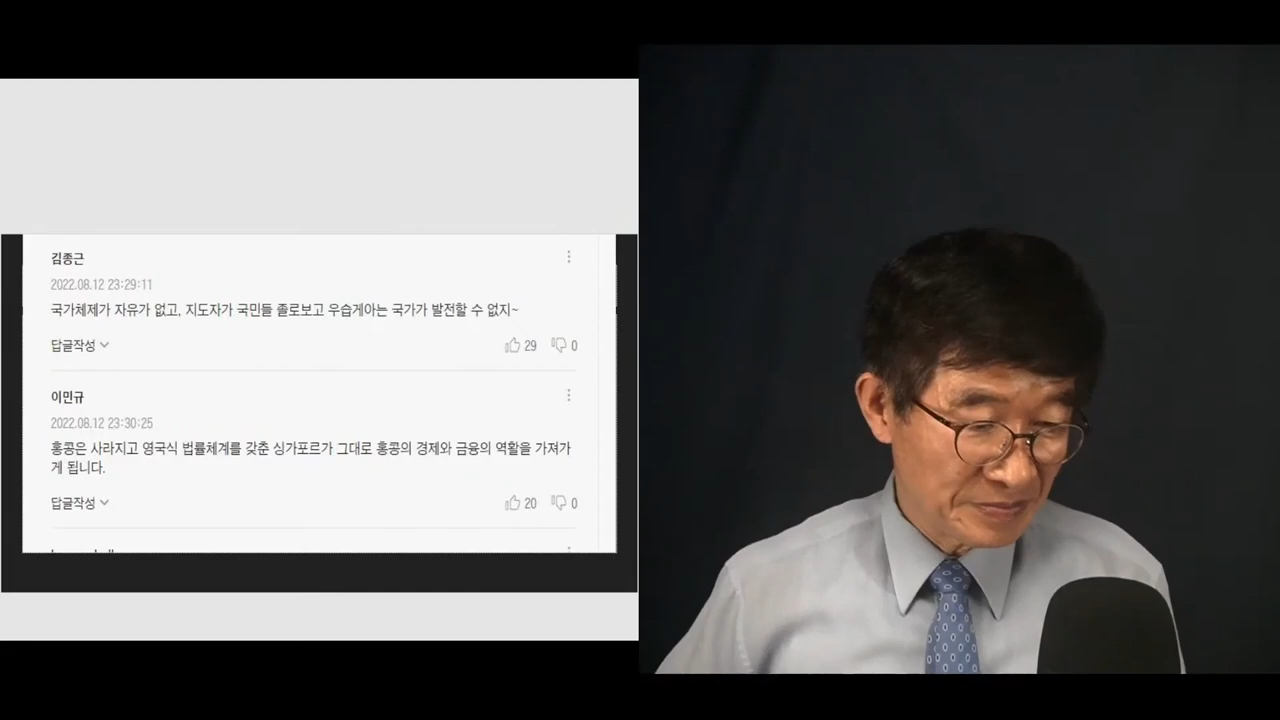 김종근
2022.08.12 23:29:11
국가체제가 자유가 없고, 지도자가 국민들 졸로보고 우습게아는 국가가 발전할 수 없지~
답글작성 29 0
이민규
2022.08.12 23:30:25
홍콩은 사라지고 영국식 법률체계를 갖춘 싱가포르가 그대로 홍콩의 경제와 금융의 역활을 가져가
게 됩니다.
답글작성 20 0